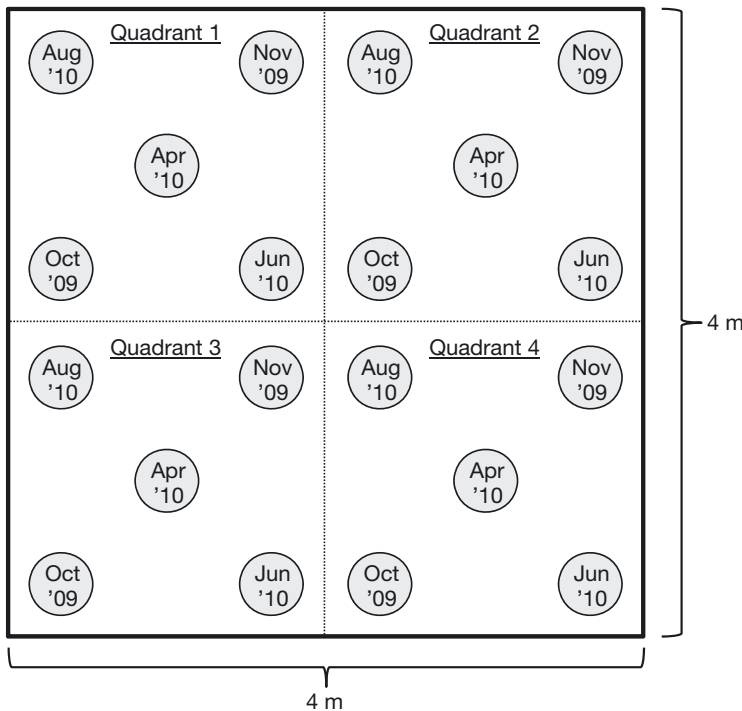 Quadrant 1
Quadrant 2
Aug
’10
Nov
’09
Aug
’10
Nov
’09
Apr
’10
Apr
’10
Oct
’09
Jun
’10
Oct
’09
Jun
’10
4 m
Quadrant 3
Quadrant 4
Aug
’10
Nov
’09
Aug
’10
Nov
’09
Apr
’10
Apr
’10
Oct
’09
Jun
’10
Oct
’09
Jun
’10
4 m